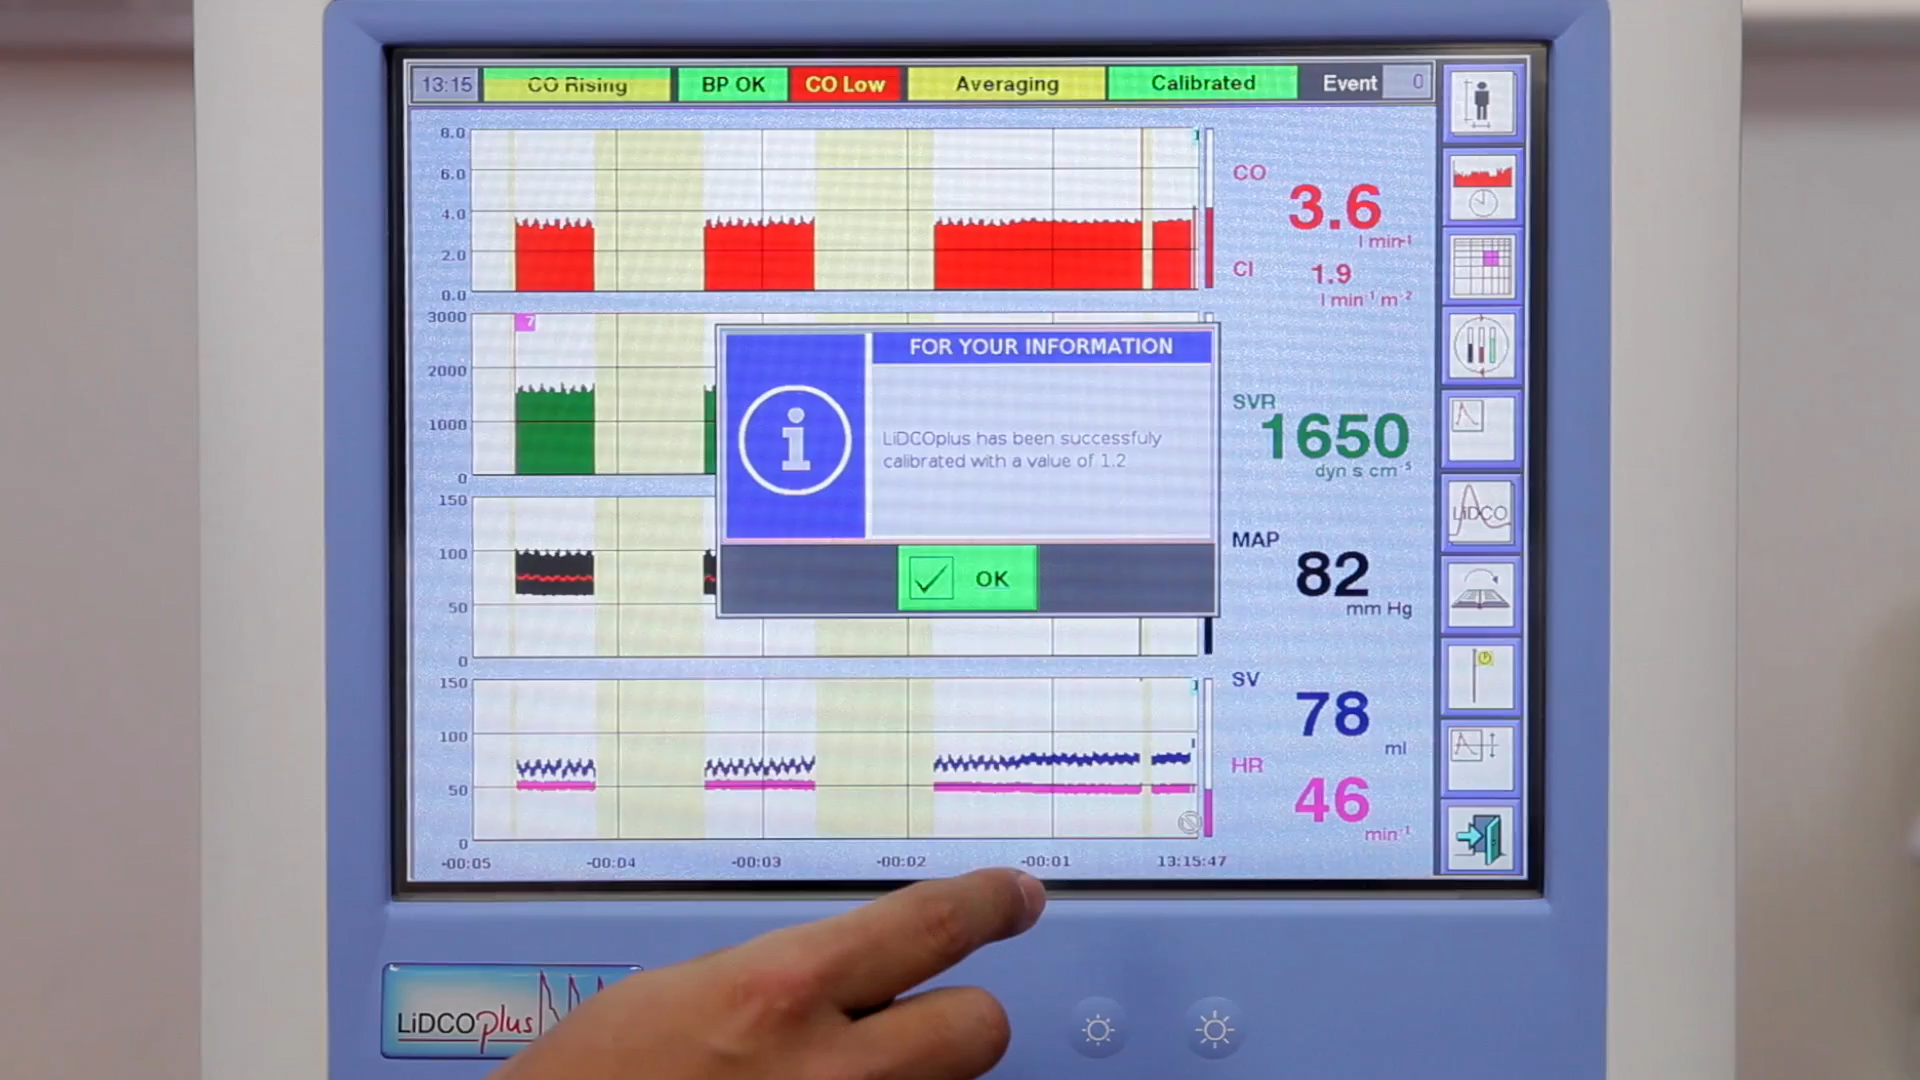 13:15 CO Rising BP OK CO Low Averaging Calibrated Event 0
8.0
6.0
4.0
2.0
0.0
CO
3.6
l min-1
CI 1.9
l min-1 m-2
3000
2000
1000
0
7
FOR YOUR INFORMATION
LiDCOplus has been successfuly
calibrated with a value of 1.2
OK
SVR
1650
dyn s cm-5
150
100
50
0
MAP
82
mm Hg
150
100
50
0
SV
78
ml
HR
46
min-1
-00:05 -00:04 -00:03 -00:02 -00:01 13:15:47
LiDCO
LiDCOplus